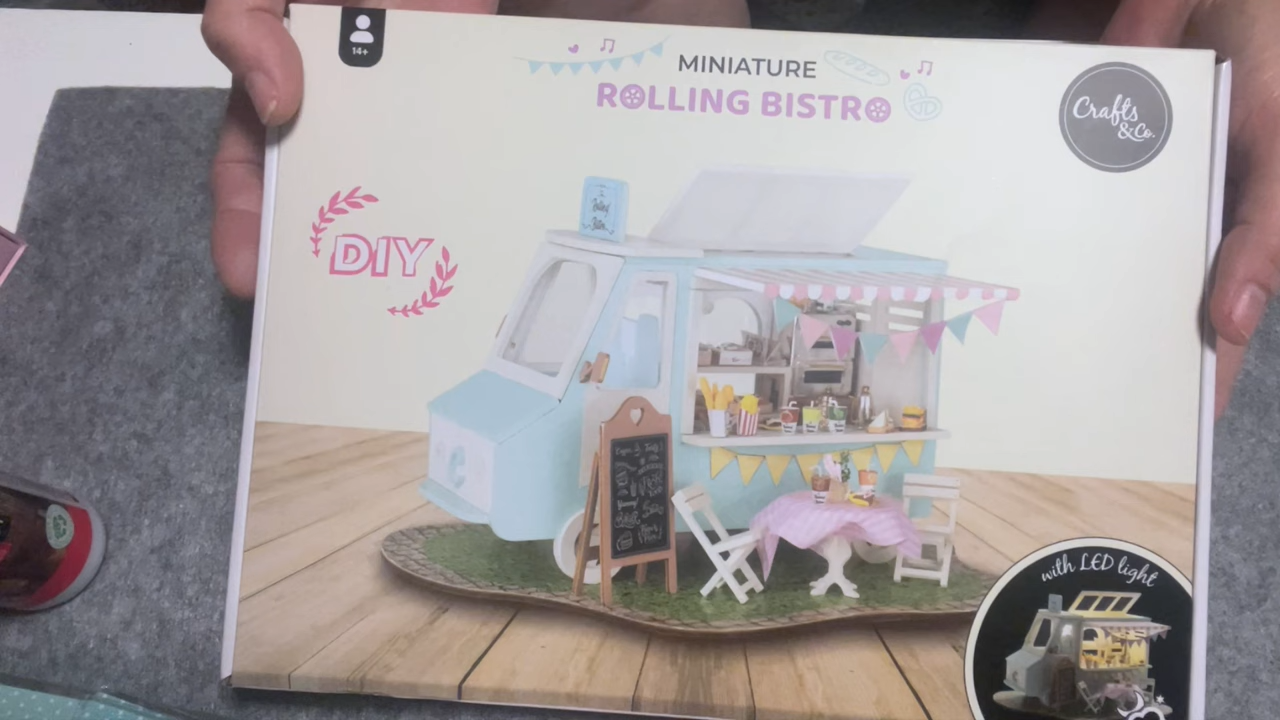 14+
MINIATURE
ROLLING BISTRO
Crafts
&Co.
DIY
with LED light